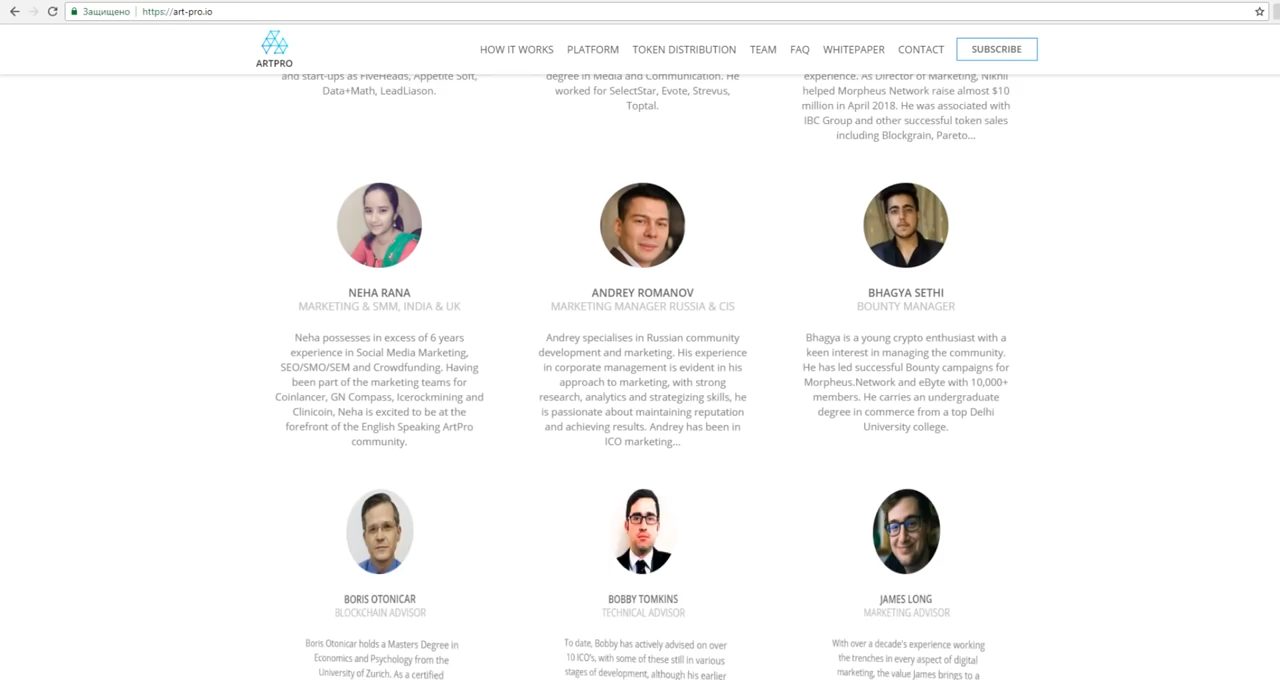 Защищено https://art-pro.io
ARTPRO
HOW IT WORKS PLATFORM TOKEN DISTRIBUTION TEAM FAQ WHITEPAPER CONTACT SUBSCRIBE
and start-ups as FiveHeads, Appetite Soft,
Data+Math, LeadLiason.
degree in Media and Communication. He
worked for SelectStar, Evote, Strevus,
Toptal.
experience. As Director of Marketing, Nikhil
helped Morpheus Network raise almost $10
million in April 2018. He was associated with
IBC Group and other successful token sales
including Blockgrain, Pareto...
NEHA RANA
MARKETING & SMM, INDIA & UK
Neha possesses in excess of 6 years
experience in Social Media Marketing,
SEO/SMO/SEM and Crowdfunding. Having
been part of the marketing teams for
Coinlancer, GN Compass, Icerockmining and
Clinicoin, Neha is excited to be at the
forefront of the English Speaking ArtPro
community.
ANDREY ROMANOV
MARKETING MANAGER RUSSIA & CIS
Andrey specialises in Russian community
development and marketing. His experience
in corporate management is evident in his
approach to marketing, with strong
research, analytics and strategizing skills, he
is passionate about maintaining reputation
and achieving results. Andrey has been in
ICO marketing...
BHAGYA SETHI
BOUNTY MANAGER
Bhagya is a young crypto enthusiast with a
keen interest in managing the community.
He has led successful Bounty campaigns for
Morpheus.Network and eByte with 10,000+
members. He carries an undergraduate
degree in commerce from a top Delhi
University college.
BORIS OTONICAR
BLOCKCHAIN ADVISOR
Boris Otonicar holds a Masters Degree in
Economics and Psychology from the
University of Zurich. As a certified
BOBBY TOMKINS
TECHNICAL ADVISOR
To date, Bobby has actively advised on over
10 ICO's, with some of these still in various
stages of development, although his earlier
JAMES LONG
MARKETING ADVISOR
With over a decade's experience working
the trenches in every aspect of digital
marketing, the value James brings to a